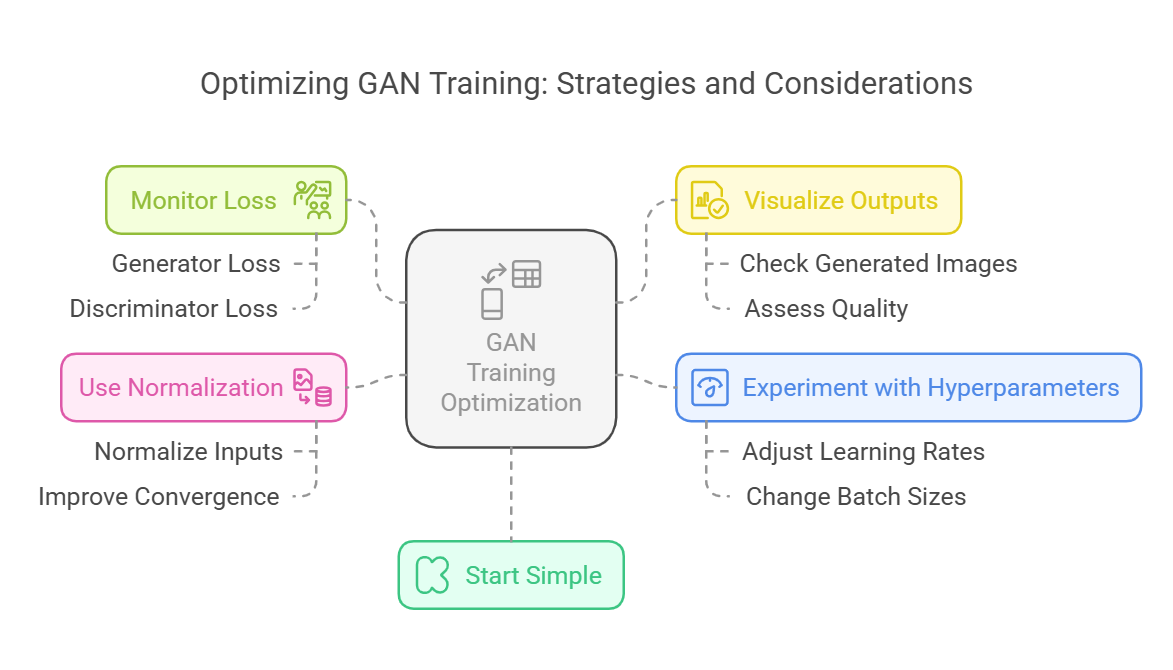 Optimizing GAN Training: Strategies and Considerations
Monitor Loss
Generator Loss
Discriminator Loss
Use Normalization
Normalize Inputs
Improve Convergence
GAN
Training
Optimization
Visualize Outputs
Check Generated Images
Assess Quality
Experiment with Hyperparameters
Adjust Learning Rates
Change Batch Sizes
Start Simple